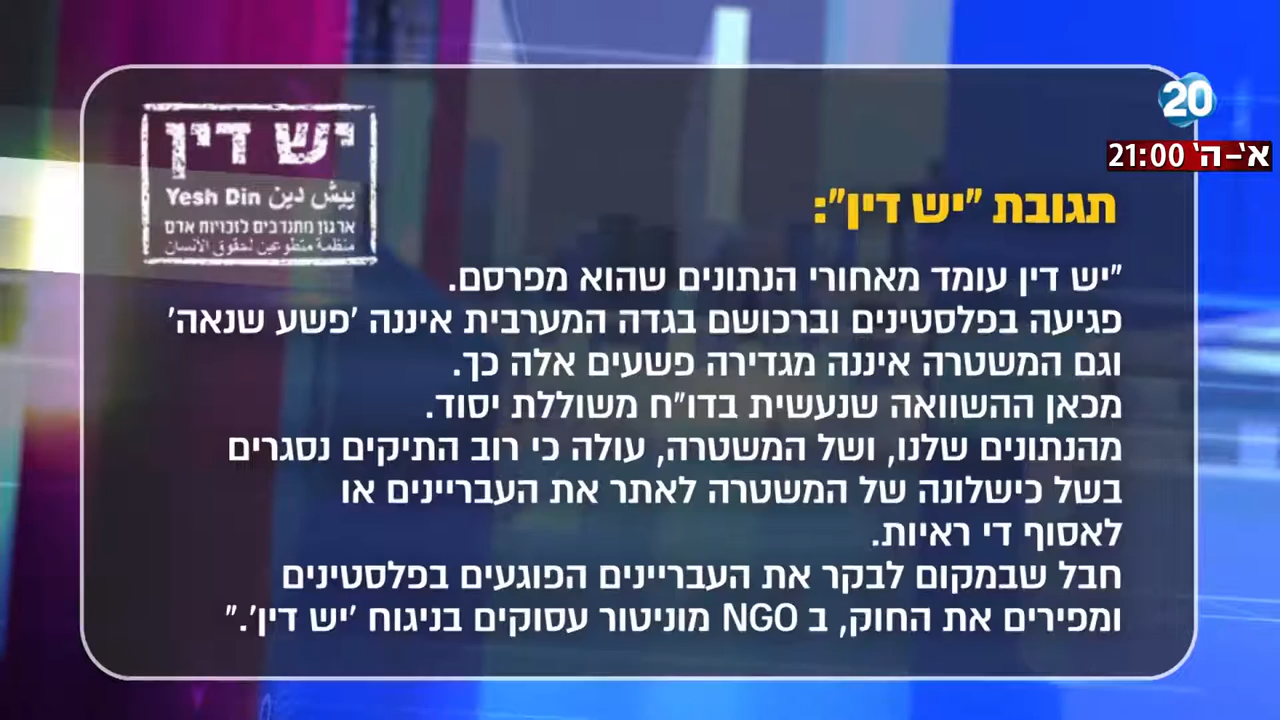 יש דין
Yesh Din ييش دين
ארגון מתנדבים לזכויות אדם
منظمة متطوعين لحقوق الانسان
20
א'-ה' 21:00
תגובת "יש דין":
"יש דין עומד מאחורי הנתונים שהוא מפרסם.
פגיעה בפלסטינים וברכושם בגדה המערבית איננה 'פשע שנאה'
וגם המשטרה איננה מגדירה פשעים אלה כך.
מכאן ההשוואה שנעשית בדו"ח משוללת יסוד.
מהנתונים שלנו, ושל המשטרה, עולה כי רוב התיקים נסגרים
בשל כישלונה של המשטרה לאתר את העבריינים או
לאסוף די ראיות.
חבל שבמקום לבקר את העבריינים הפוגעים בפלסטינים
ומפירים את החוק, ב NGO מוניטור עסוקים בניגוח 'יש דין'."